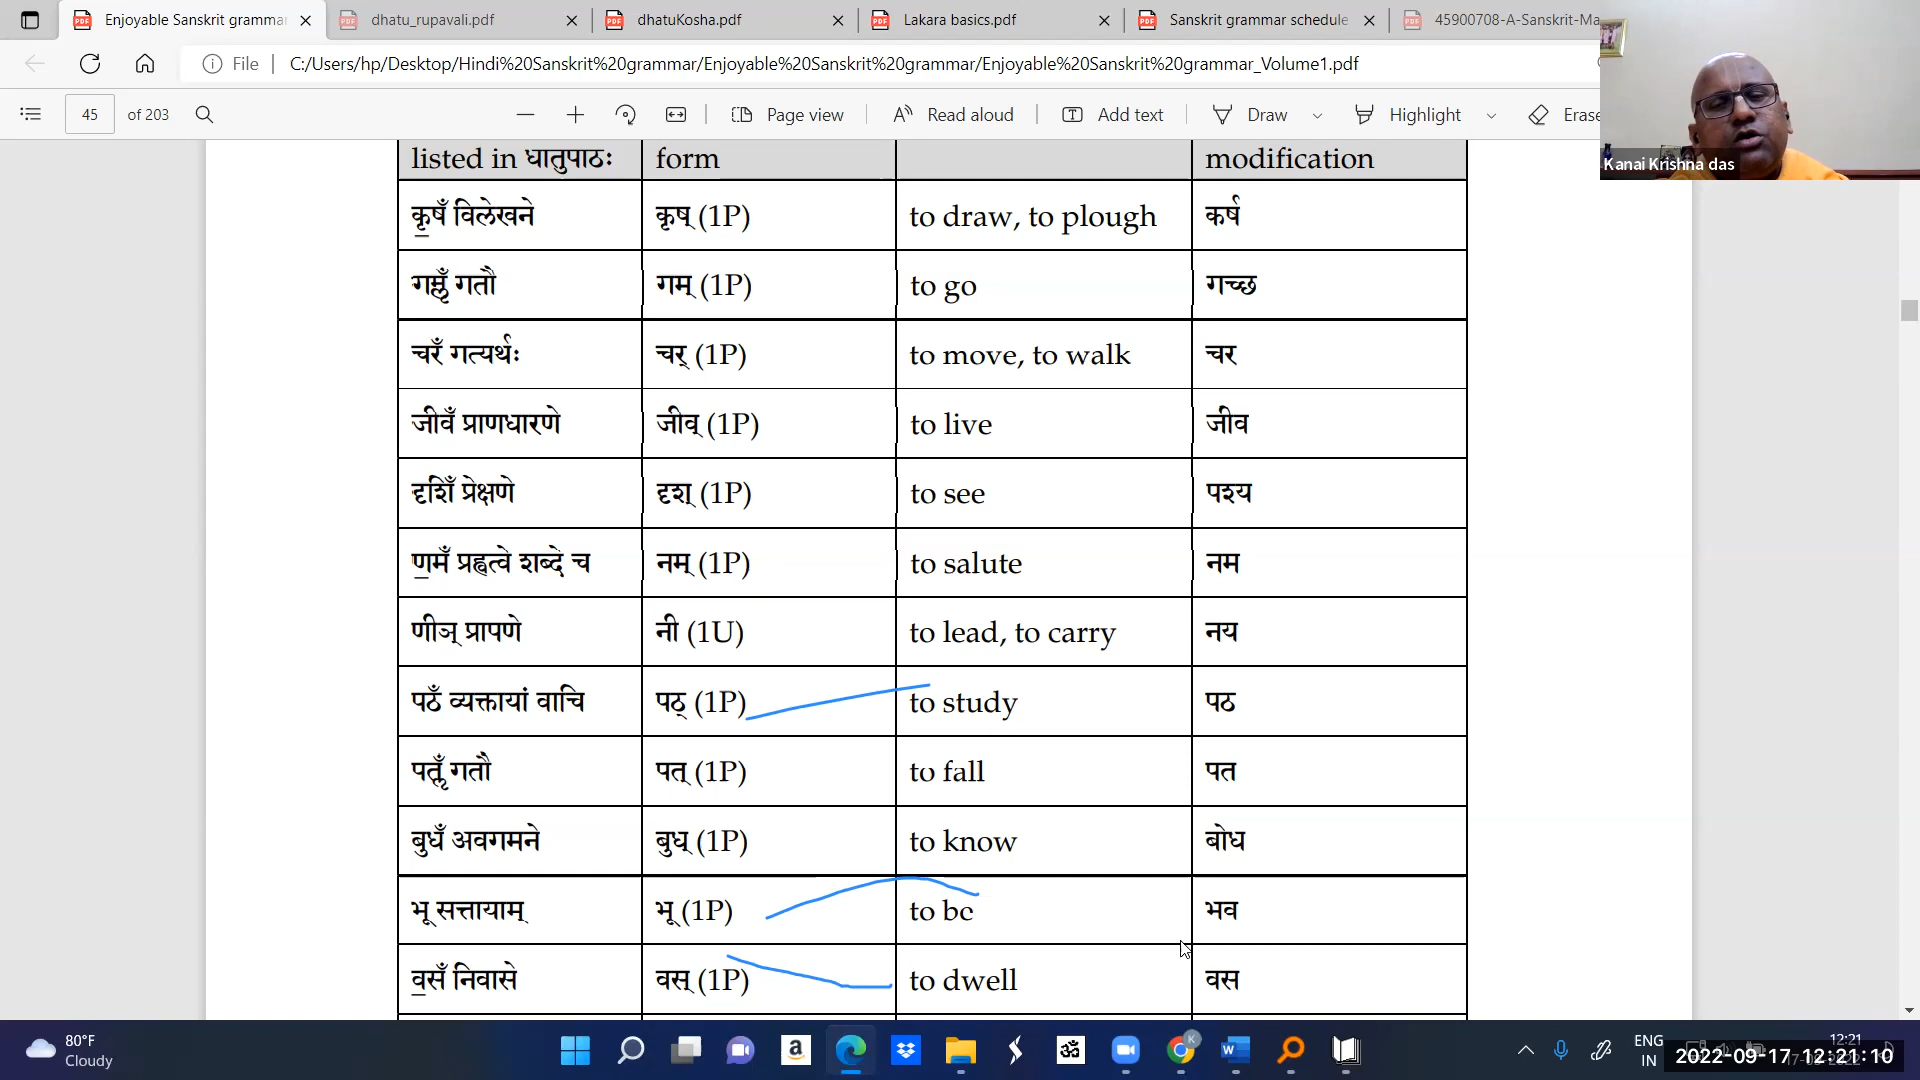 Enjoyable Sanskrit grammar dhatu_rupavali.pdf dhatuKosha.pdf Lakara basics.pdf Sanskrit grammar schedule 45900708-A-Sanskrit-Ma
File C:/Users/hp/Desktop/Hindi%20Sanskrit%20grammar/Enjoyable%20Sanskrit%20grammar/Enjoyable%20Sanskrit%20grammar_Volume1.pdf
45 of 203 Page view Read aloud Add text Draw Highlight Erase
Kanai Krishna das
listed in धातुपाठः form modification
कृषँ विलेखने कृष् (1P) to draw, to plough कर्ष
गमॢँ गतौ गम् (1P) to go गच्छ
चरँ गत्यर्थः चर् (1P) to move, to walk चर
जीवँ प्राणधारणे जीव् (1P) to live जीव
दृशिँ प्रेक्षणे दृश् (1P) to see पश्य
णमँ प्रह्वत्वे शब्दे च नम् (1P) to salute नम
णीञ् प्रापणे नी (1U) to lead, to carry नय
पठँ व्यक्तायां वाचि पठ् (1P) to study पठ
पतॢँ गतौ पत् (1P) to fall पत
बुधँ अवगमने बुध् (1P) to know बोध
भू सत्तायाम् भू (1P) to be भव
वसँ निवासे वस् (1P) to dwell वस
80°F
Cloudy
ENG
IN
12:21
2022-09-17 12:21:10